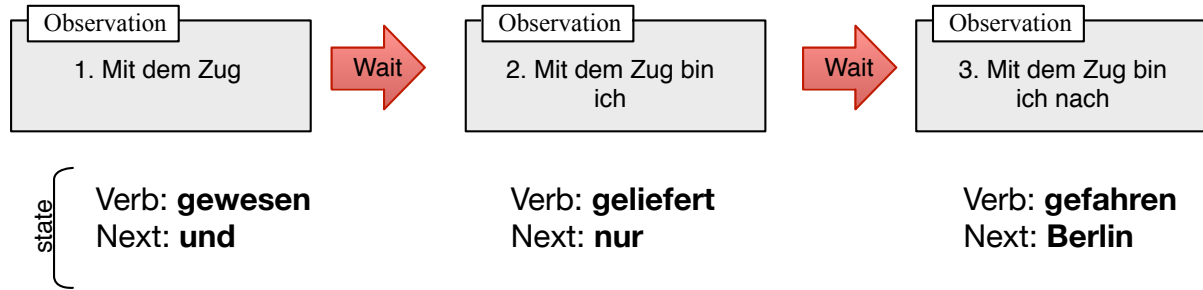 Observation
1. Mit dem Zug
Wait
Observation
2. Mit dem Zug bin
ich
Wait
Observation
3. Mit dem Zug bin
ich nach
state
Verb: gewesen
Next: und
Verb: geliefert
Next: nur
Verb: gefahren
Next: Berlin